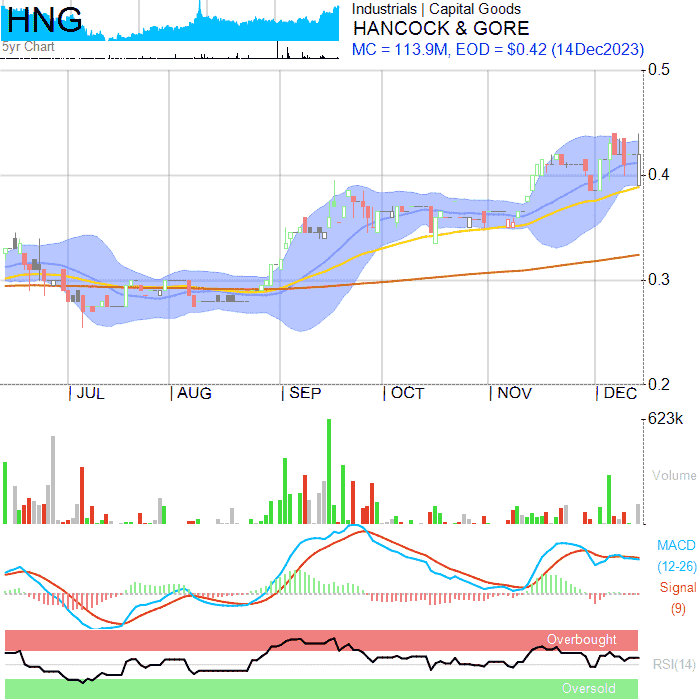 HNG
5yr Chart
Industrials | Capital Goods
HANCOCK & GORE
MC = 113.9M, EOD = $0.42 (14Dec2023)
0.5
0.4
0.3
0.2
| JUL | AUG | SEP | OCT | NOV | DEC
623k
Volume
MACD
(12-26)
Signal
(9)
Overbought
RSI(14)
Oversold